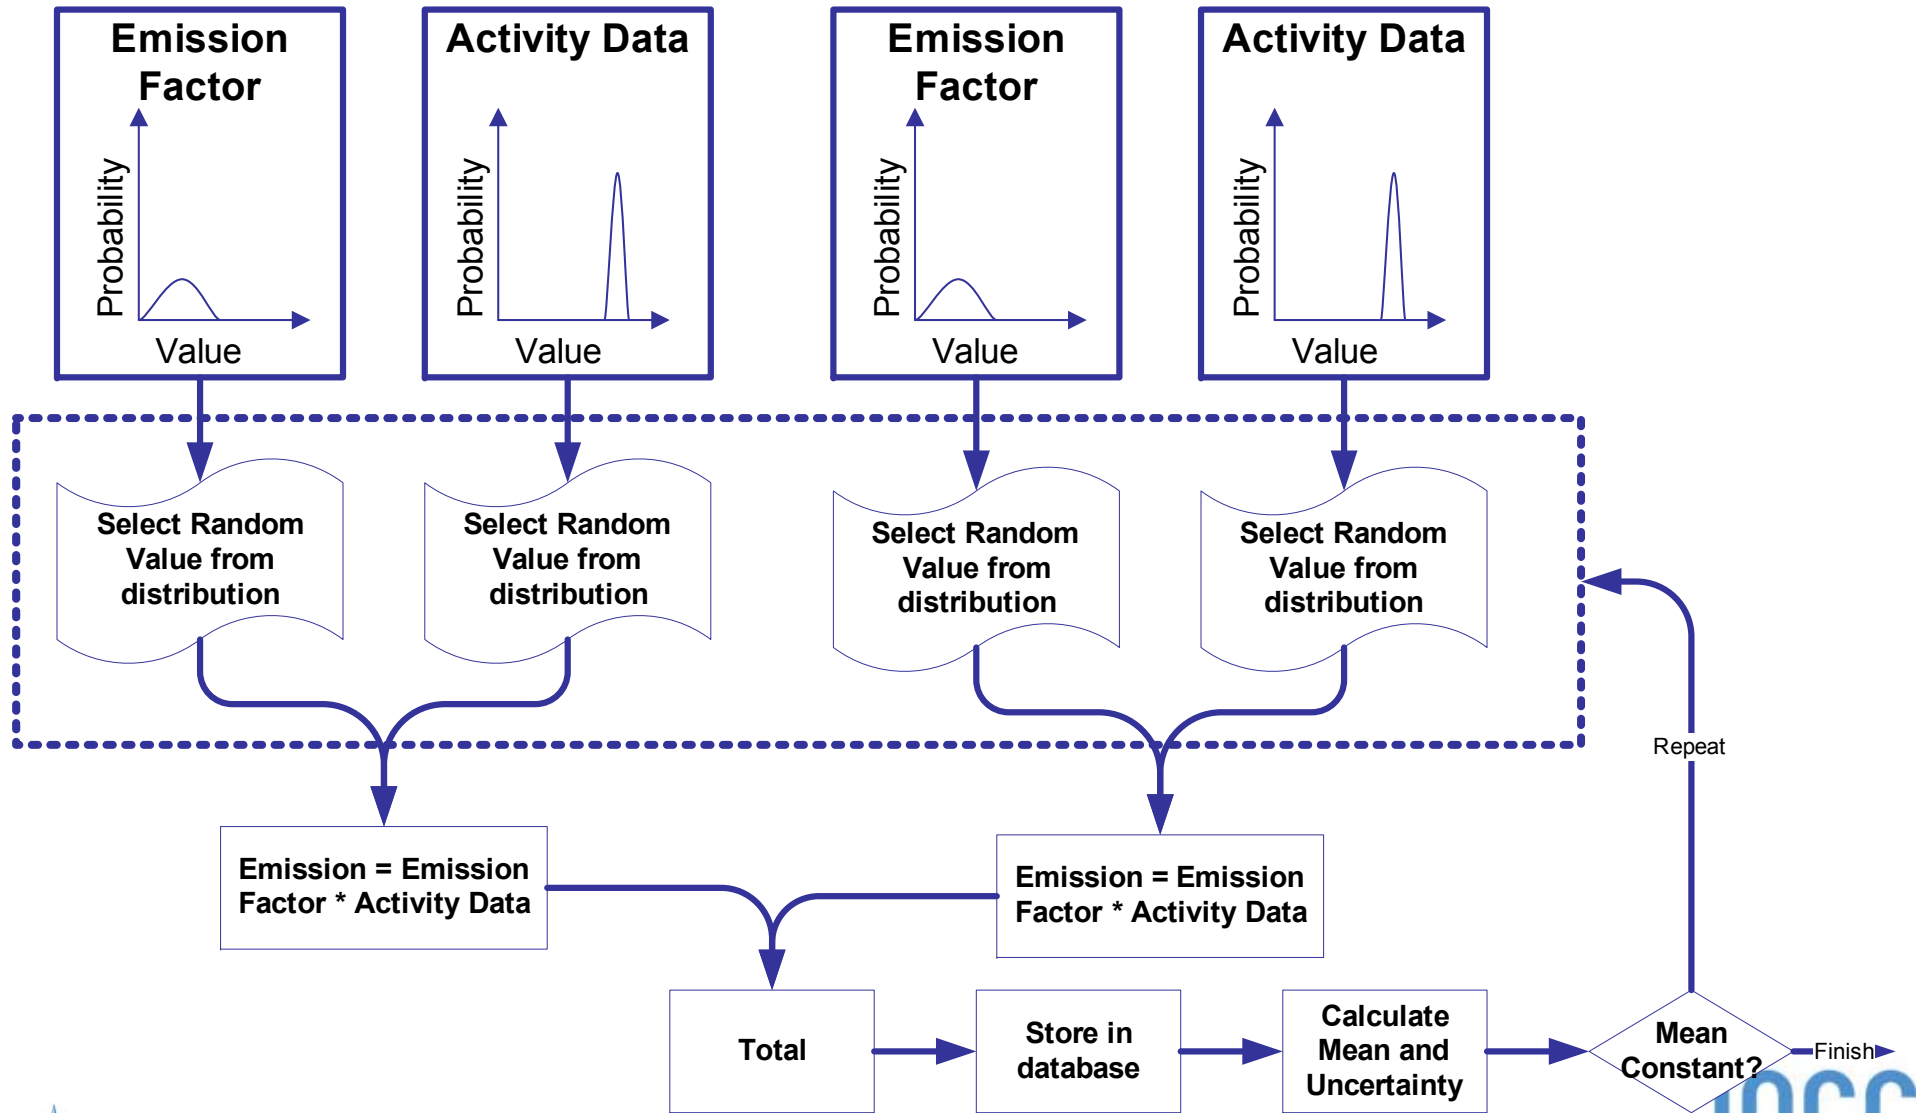 Emission
Factor
Probability
Value
Activity Data
Probability
Value
Emission
Factor
Probability
Value
Activity Data
Probability
Value
Select Random
Value from
distribution
Select Random
Value from
distribution
Select Random
Value from
distribution
Select Random
Value from
distribution
Repeat
Emission = Emission
Factor * Activity Data
Emission = Emission
Factor * Activity Data
Total
Store in
database
Calculate
Mean and
Uncertainty
Mean
Constant?
Finish